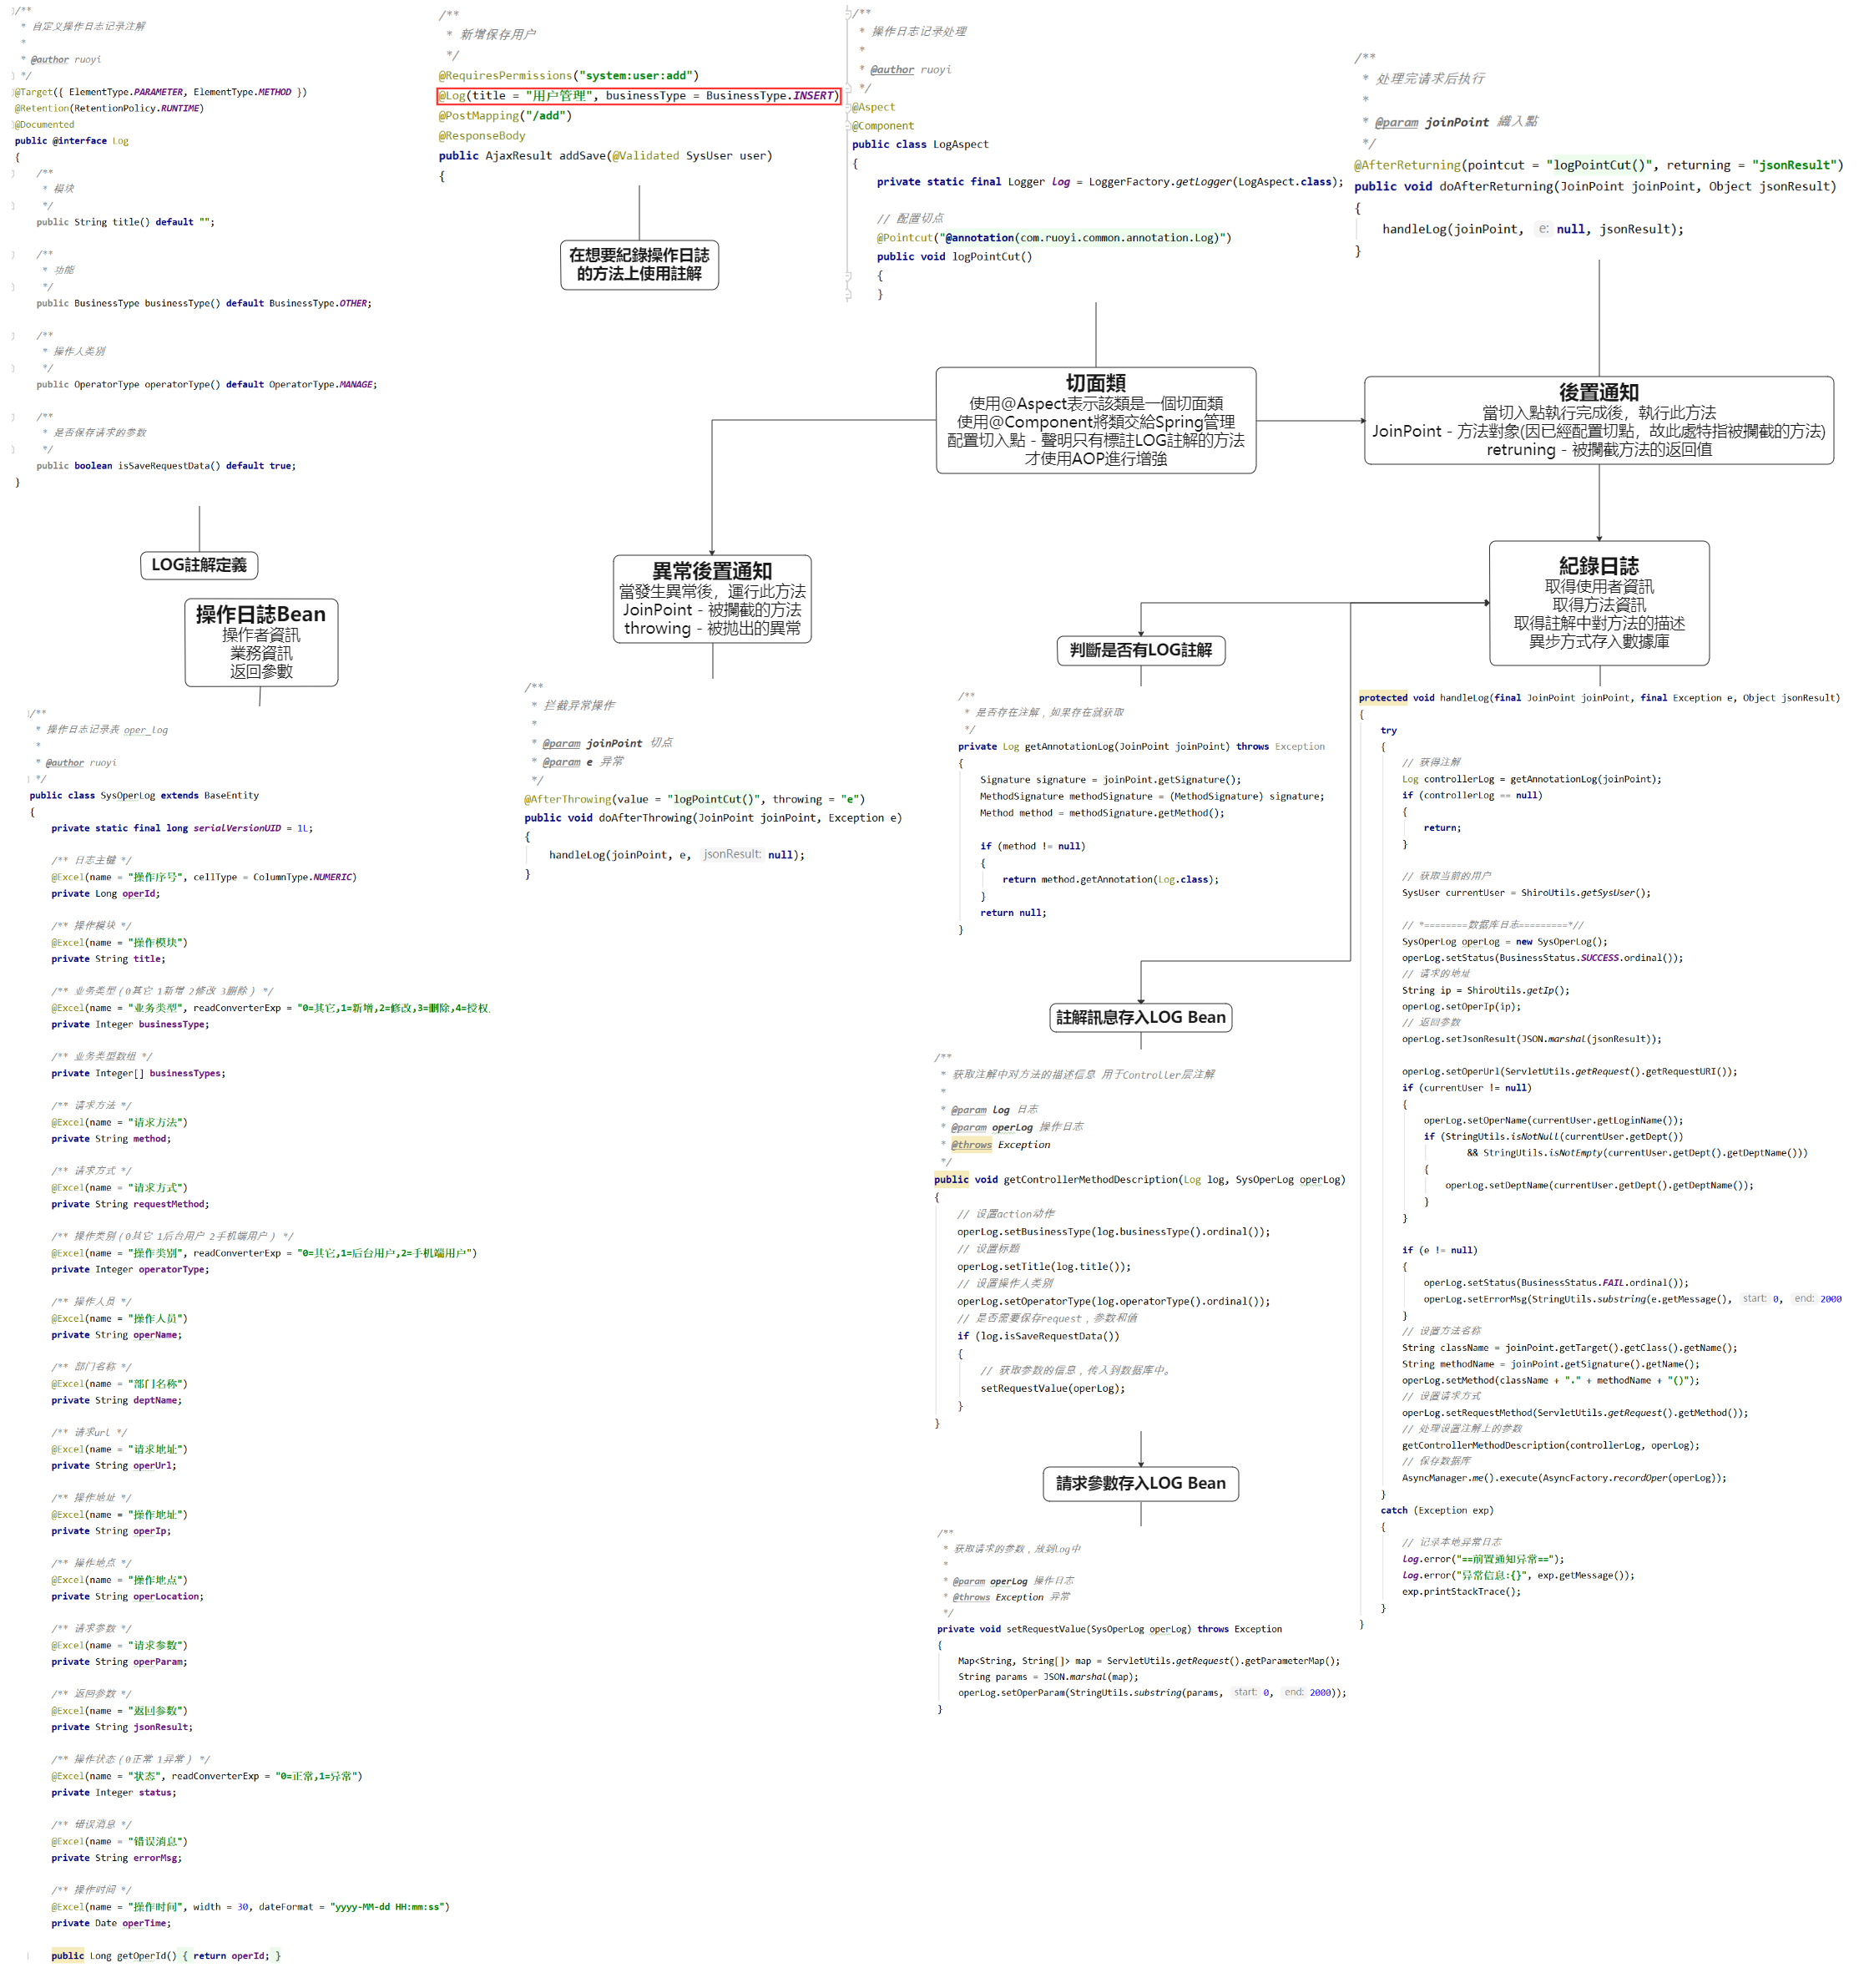 /**
 * 自定义操作日志记录注解
 *
 * @author ruoyi
 */
@Target({ ElementType.PARAMETER, ElementType.METHOD })
@Retention(RetentionPolicy.RUNTIME)
@Documented
public @interface Log
{
/**
 * 模块
 */
public String title() default "";
/**
 * 功能
 */
public BusinessType businessType() default BusinessType.OTHER;
/**
 * 操作人类别
 */
public OperatorType operatorType() default OperatorType.MANAGE;
/**
 * 是否保存请求的参数
 */
public boolean isSaveRequestData() default true;
}
LOG註解定義
/**
 * 新增保存用户
 */
@RequiresPermissions("system:user:add")
@Log(title = "用户管理", businessType = BusinessType.INSERT)
@PostMapping("/add")
@ResponseBody
public AjaxResult addSave(@Validated SysUser user)
{
在想要紀錄操作日誌
的方法上使用註解
/**
 * 操作日志记录处理
 *
 * @author ruoyi
 */
@Aspect
@Component
public class LogAspect
{
private static final Logger log = LoggerFactory.getLogger(LogAspect.class);
// 配置切点
@Pointcut("@annotation(com.ruoyi.common.annotation.Log)")
public void logPointCut()
{
}
/**
 * 处理完请求后执行
 *
 * @param joinPoint 織入點
 */
@AfterReturning(pointcut = "logPointCut()", returning = "jsonResult")
public void doAfterReturning(JoinPoint joinPoint, Object jsonResult)
{
handleLog(joinPoint, e: null, jsonResult);
}
切面類
使用@Aspect表示該類是一個切面類
使用@Component將類交給Spring管理
配置切入點 - 聲明只有標註LOG註解的方法
才使用AOP進行增強
後置通知
當切入點執行完成後，執行此方法
JoinPoint - 方法對象(因已經配置切點，故此處特指被攔截的方法)
retruning - 被攔截方法的返回值
異常後置通知
當發生異常後，運行此方法
JoinPoint - 被攔截的方法
throwing - 被拋出的異常
/**
 * 拦截异常操作
 *
 * @param joinPoint 切点
 * @param e 异常
 */
@AfterThrowing(value = "logPointCut()", throwing = "e")
public void doAfterThrowing(JoinPoint joinPoint, Exception e)
{
handleLog(joinPoint, e, jsonResult: null);
}
紀錄日誌
取得使用者資訊
取得方法資訊
取得註解中對方法的描述
異步方式存入數據庫
操作日誌Bean
操作者資訊
業務資訊
返回參數
/**
 * 操作日志记录表 oper_log
 *
 * @author ruoyi
 */
public class SysOperLog extends BaseEntity
{
private static final long serialVersionUID = 1L;
/** 日志主键 */
@Excel(name = "操作序号", cellType = ColumnType.NUMERIC)
private Long operId;
/** 操作模块 */
@Excel(name = "操作模块")
private String title;
/** 业务类型（0其它 1新增 2修改 3删除） */
@Excel(name = "业务类型", readConverterExp = "0=其它,1=新增,2=修改,3=删除,4=授权,
private Integer businessType;
/** 业务类型数组 */
private Integer[] businessTypes;
/** 请求方法 */
@Excel(name = "请求方法")
private String method;
/** 请求方式 */
@Excel(name = "请求方式")
private String requestMethod;
/** 操作类别（0其它 1后台用户 2手机端用户） */
@Excel(name = "操作类别", readConverterExp = "0=其它,1=后台用户,2=手机端用户")
private Integer operatorType;
/** 操作人员 */
@Excel(name = "操作人员")
private String operName;
/** 部门名称 */
@Excel(name = "部门名称")
private String deptName;
/** 请求url */
@Excel(name = "请求地址")
private String operUrl;
/** 操作地址 */
@Excel(name = "操作地址")
private String operIp;
/** 操作地点 */
@Excel(name = "操作地点")
private String operLocation;
/** 请求参数 */
@Excel(name = "请求参数")
private String operParam;
/** 返回参数 */
@Excel(name = "返回参数")
private String jsonResult;
/** 操作状态（0正常 1异常） */
@Excel(name = "状态", readConverterExp = "0=正常,1=异常")
private Integer status;
/** 错误消息 */
@Excel(name = "错误消息")
private String errorMsg;
/** 操作时间 */
@Excel(name = "操作时间", width = 30, dateFormat = "yyyy-MM-dd HH:mm:ss")
private Date operTime;
public Long getOperId() { return operId; }
判斷是否有LOG註解
/**
 * 是否存在注解，如果存在就获取
 */
private Log getAnnotationLog(JoinPoint joinPoint) throws Exception
{
Signature signature = joinPoint.getSignature();
MethodSignature methodSignature = (MethodSignature) signature;
Method method = methodSignature.getMethod();
if (method != null)
{
return method.getAnnotation(Log.class);
}
return null;
}
註解訊息存入LOG Bean
/**
 * 获取注解中对方法的描述信息 用于Controller层注解
 *
 * @param log 日志
 * @param operLog 操作日志
 * @throws Exception
 */
public void getControllerMethodDescription(Log log, SysOperLog operLog)
{
// 设置action动作
operLog.setBusinessType(log.businessType().ordinal());
// 设置标题
operLog.setTitle(log.title());
// 设置操作人类别
operLog.setOperatorType(log.operatorType().ordinal());
// 是否需要保存request，参数和值
if (log.isSaveRequestData())
{
// 获取参数的信息，传入到数据库中。
setRequestValue(operLog);
}
}
請求參數存入LOG Bean
/**
 * 获取请求的参数，放到log中
 *
 * @param operLog 操作日志
 * @throws Exception 异常
 */
private void setRequestValue(SysOperLog operLog) throws Exception
{
Map<String, String[]> map = ServletUtils.getRequest().getParameterMap();
String params = JSON.marshal(map);
operLog.setOperParam(StringUtils.substring(params, start: 0, end: 2000));
}
protected void handleLog(final JoinPoint joinPoint, final Exception e, Object jsonResult)
{
try
{
// 获得注解
Log controllerLog = getAnnotationLog(joinPoint);
if (controllerLog == null)
{
return;
}
// 获取当前的用户
SysUser currentUser = ShiroUtils.getSysUser();
// *========数据库日志=========*//
SysOperLog operLog = new SysOperLog();
operLog.setStatus(BusinessStatus.SUCCESS.ordinal());
// 请求的地址
String ip = ShiroUtils.getIp();
operLog.setOperIp(ip);
// 返回参数
operLog.setJsonResult(JSON.marshal(jsonResult));
operLog.setOperUrl(ServletUtils.getRequest().getRequestURI());
if (currentUser != null)
{
operLog.setOperName(currentUser.getLoginName());
if (StringUtils.isNotNull(currentUser.getDept())
&& StringUtils.isNotEmpty(currentUser.getDept().getDeptName()))
{
operLog.setDeptName(currentUser.getDept().getDeptName());
}
}
if (e != null)
{
operLog.setStatus(BusinessStatus.FAIL.ordinal());
operLog.setErrorMsg(StringUtils.substring(e.getMessage(), start: 0, end: 2000
}
// 设置方法名称
String className = joinPoint.getTarget().getClass().getName();
String methodName = joinPoint.getSignature().getName();
operLog.setMethod(className + "." + methodName + "()");
// 设置请求方式
operLog.setRequestMethod(ServletUtils.getRequest().getMethod());
// 处理设置注解上的参数
getControllerMethodDescription(controllerLog, operLog);
// 保存数据库
AsyncManager.me().execute(AsyncFactory.recordOper(operLog));
}
catch (Exception exp)
{
// 记录本地异常日志
log.error("==前置通知异常==");
log.error("异常信息:{}", exp.getMessage());
exp.printStackTrace();
}
}